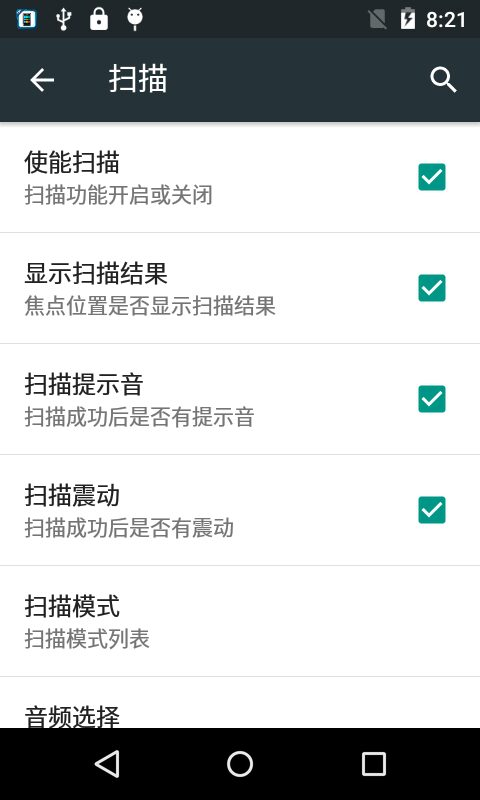 8:21
扫描
使能扫描
扫描功能开启或关闭
显示扫描结果
焦点位置是否显示扫描结果
扫描提示音
扫描成功后是否有提示音
扫描震动
扫描成功后是否有震动
扫描模式
扫描模式列表
音频选择